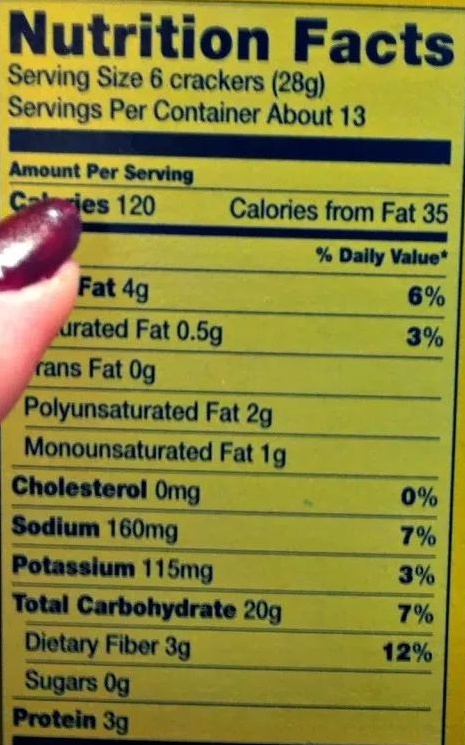 Nutrition Facts
Serving Size 6 crackers (28g)
Servings Per Container About 13
Amount Per Serving
Calories 120 Calories from Fat 35
% Daily Value*
Fat 4g 6%
urated Fat 0.5g 3%
rans Fat 0g
Polyunsaturated Fat 2g
Monounsaturated Fat 1g
Cholesterol 0mg 0%
Sodium 160mg 7%
Potassium 115mg 3%
Total Carbohydrate 20g 7%
Dietary Fiber 3g 12%
Sugars 0g
Protein 3g